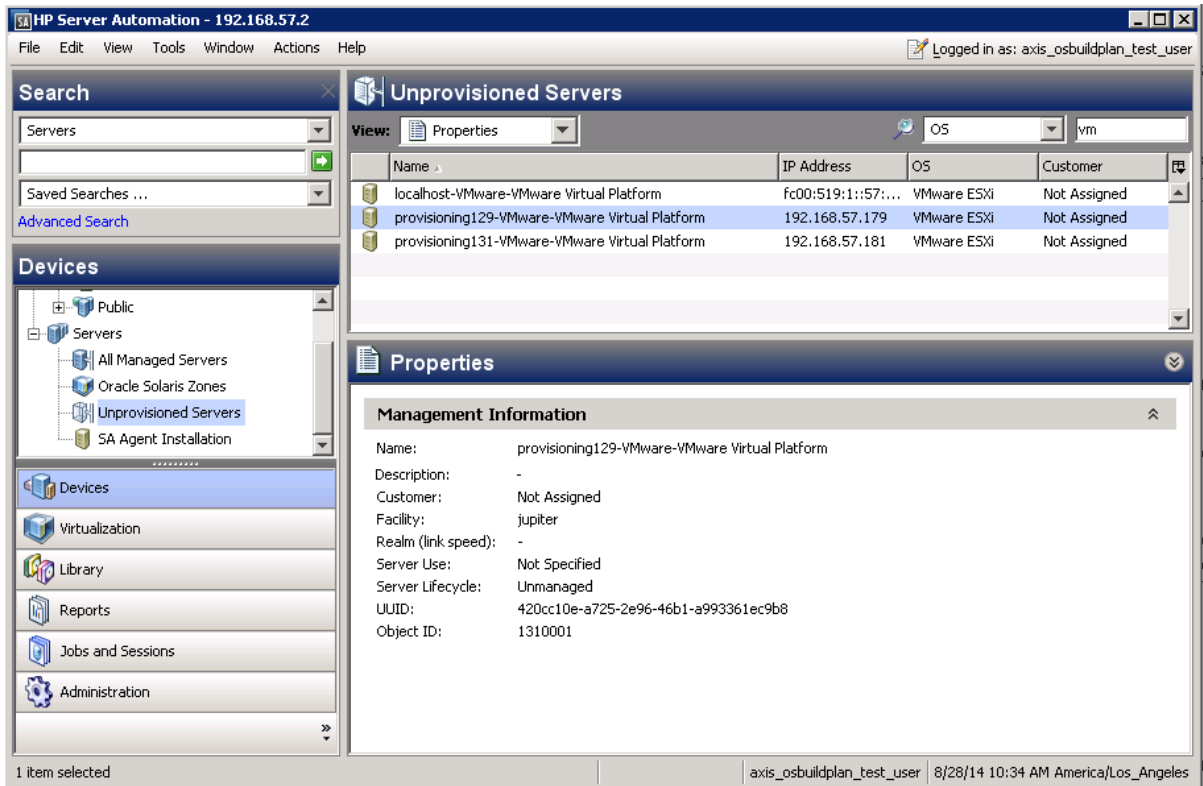 HP Server Automation - 192.168.57.2
File Edit View Tools Window Actions Help
Logged in as: axis_osbuildplan_test_user
Search
Servers
Saved Searches ...
Advanced Search
Devices
Public
Servers
All Managed Servers
Oracle Solaris Zones
Unprovisioned Servers
SA Agent Installation
Devices
Virtualization
Library
Reports
Jobs and Sessions
Administration
Unprovisioned Servers
View: Properties OS vm
Name IP Address OS Customer
localhost-VMware-VMware Virtual Platform fc00:519:1::57:... VMware ESXi Not Assigned
provisioning129-VMware-VMware Virtual Platform 192.168.57.179 VMware ESXi Not Assigned
provisioning131-VMware-VMware Virtual Platform 192.168.57.181 VMware ESXi Not Assigned
Properties
Management Information
Name: provisioning129-VMware-VMware Virtual Platform
Description: -
Customer: Not Assigned
Facility: jupiter
Realm (link speed): -
Server Use: Not Specified
Server Lifecycle: Unmanaged
UUID: 420cc10e-a725-2e96-46b1-a993361ec9b8
Object ID: 1310001
1 item selected
axis_osbuildplan_test_user 8/28/14 10:34 AM America/Los_Angeles